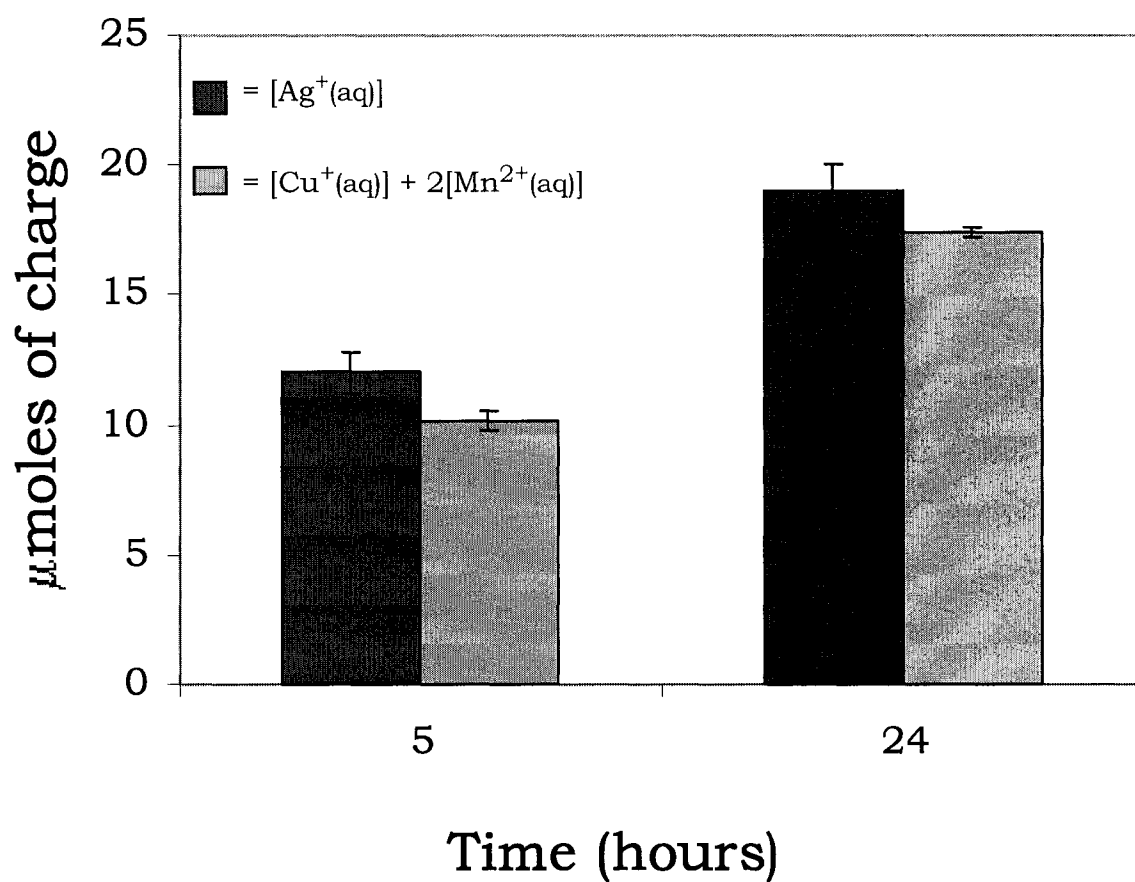 25
20
15
10
5
0
μmoles of charge
= [Ag⁺(aq)]
= [Cu⁺(aq)] + 2[Mn²⁺(aq)]
5
24
Time (hours)